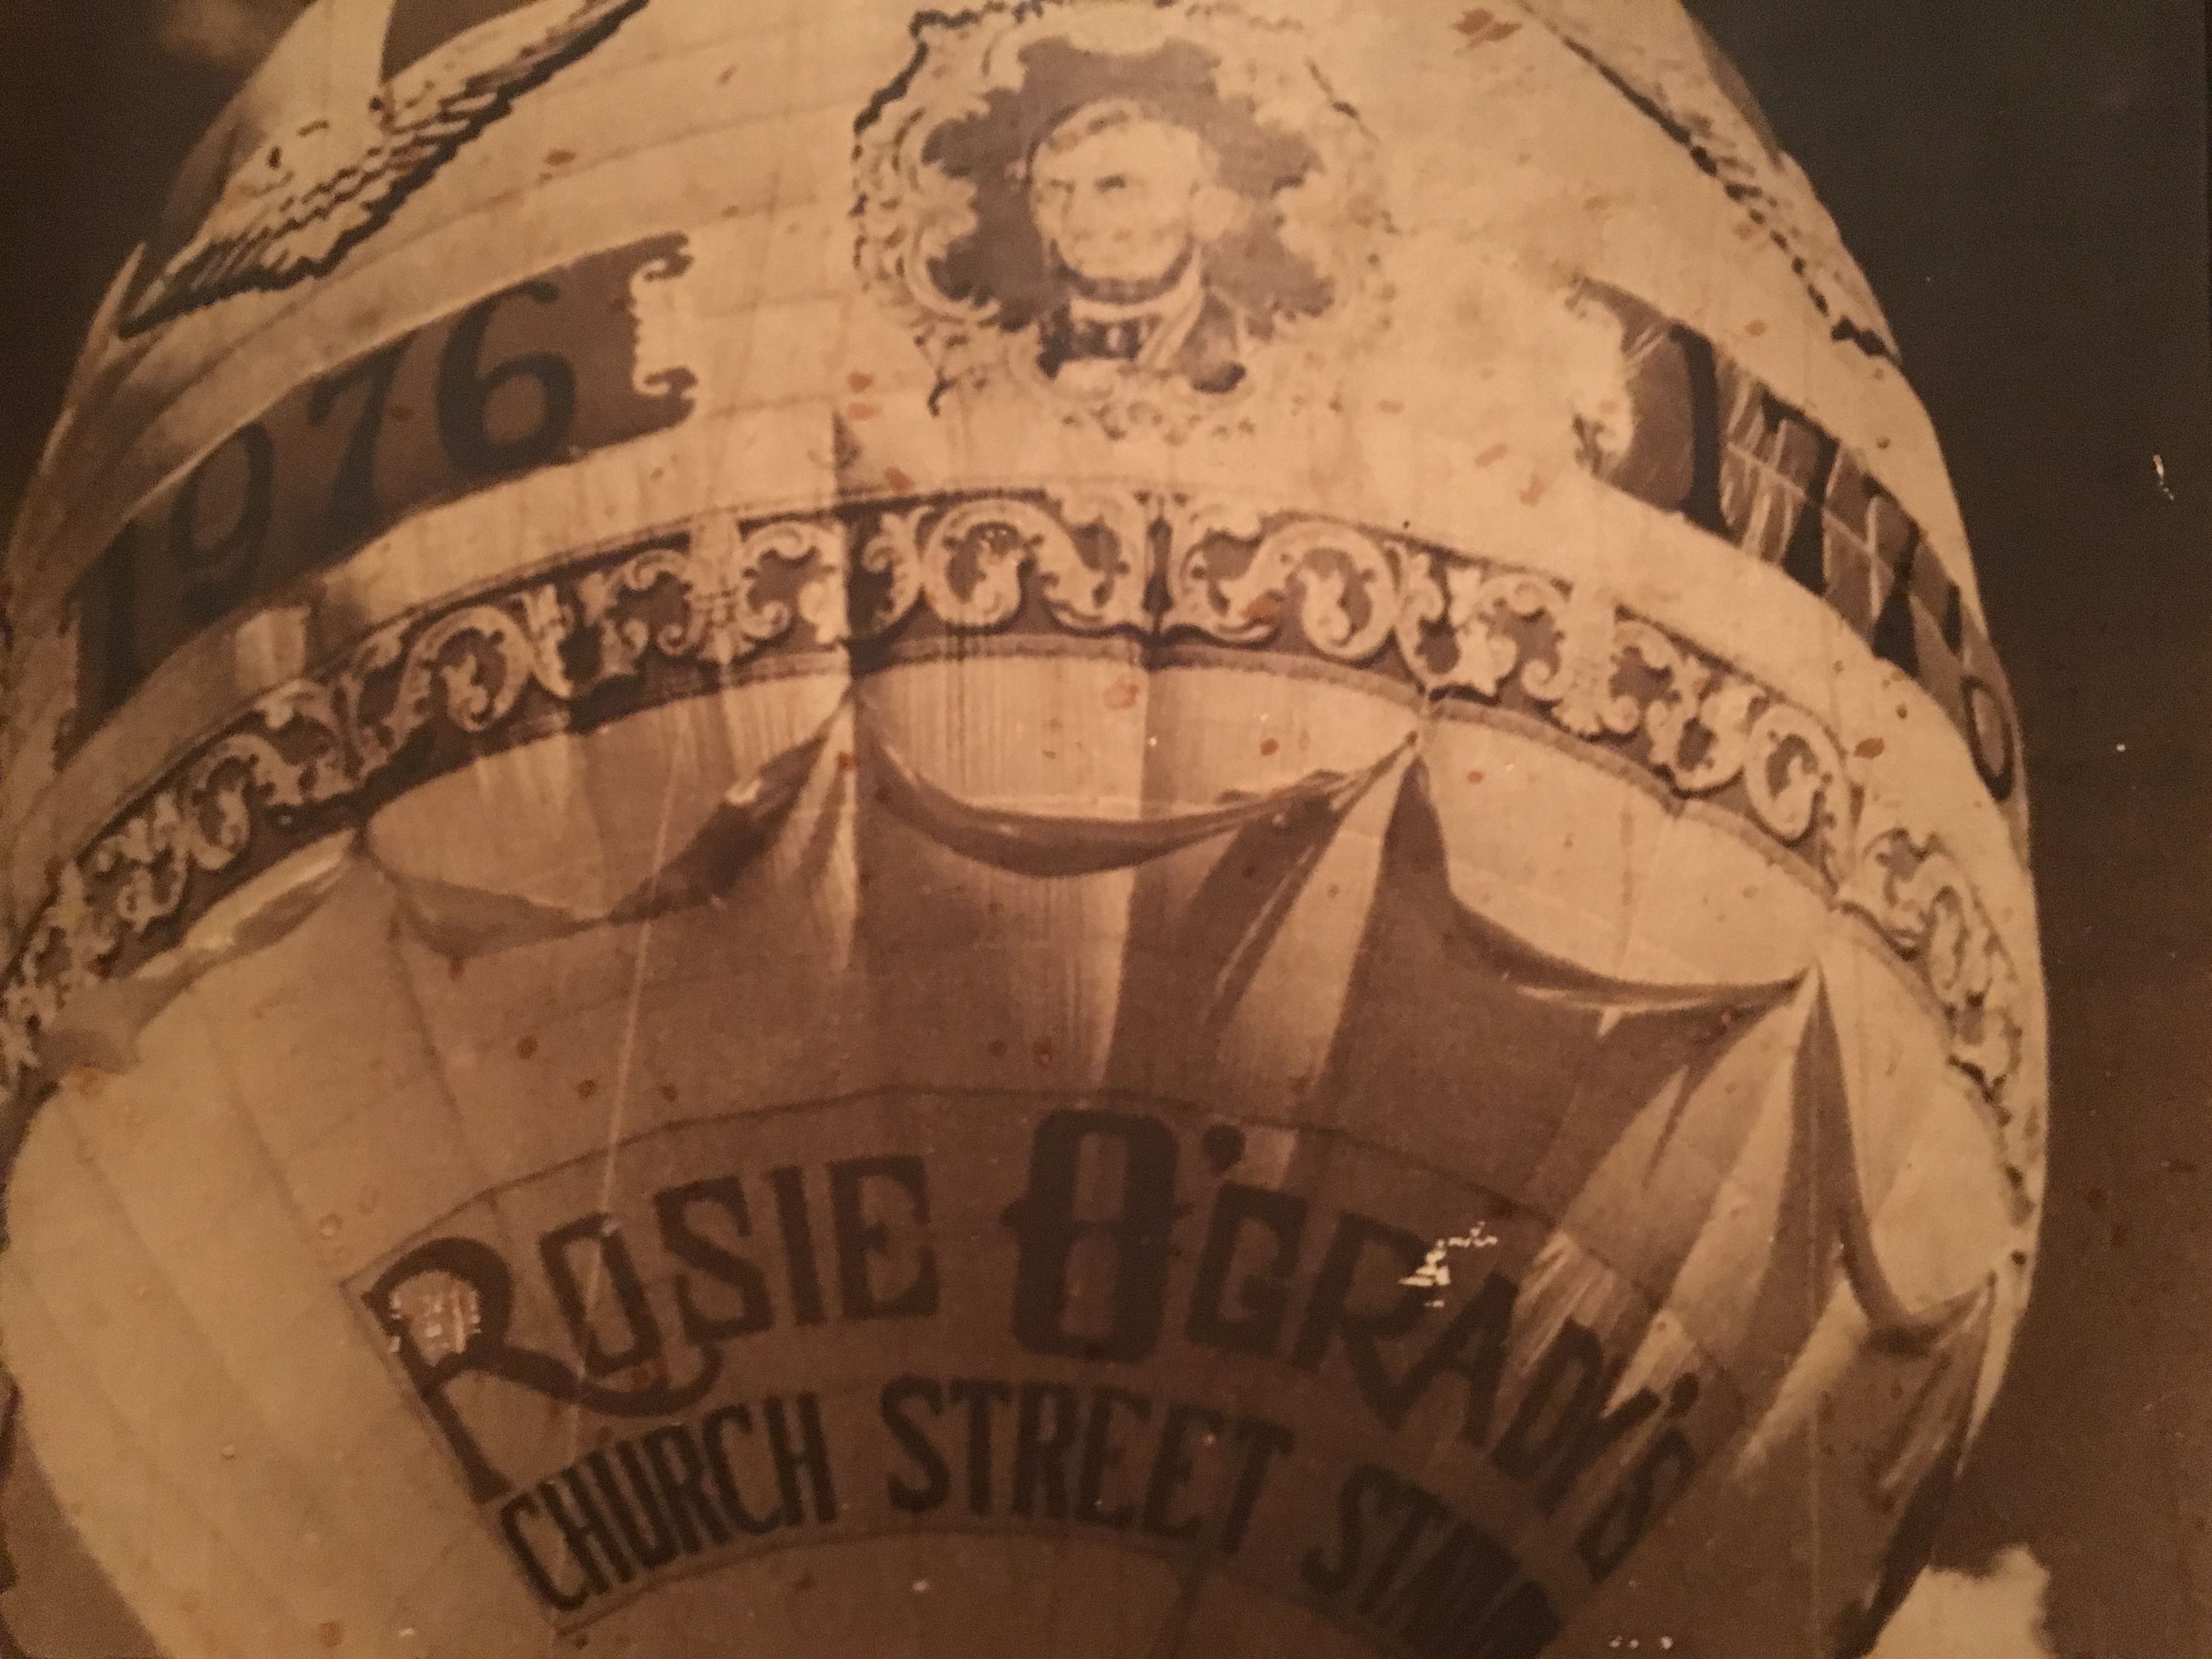 1976
ROSIE O'GRADY'S
CHURCH STREET